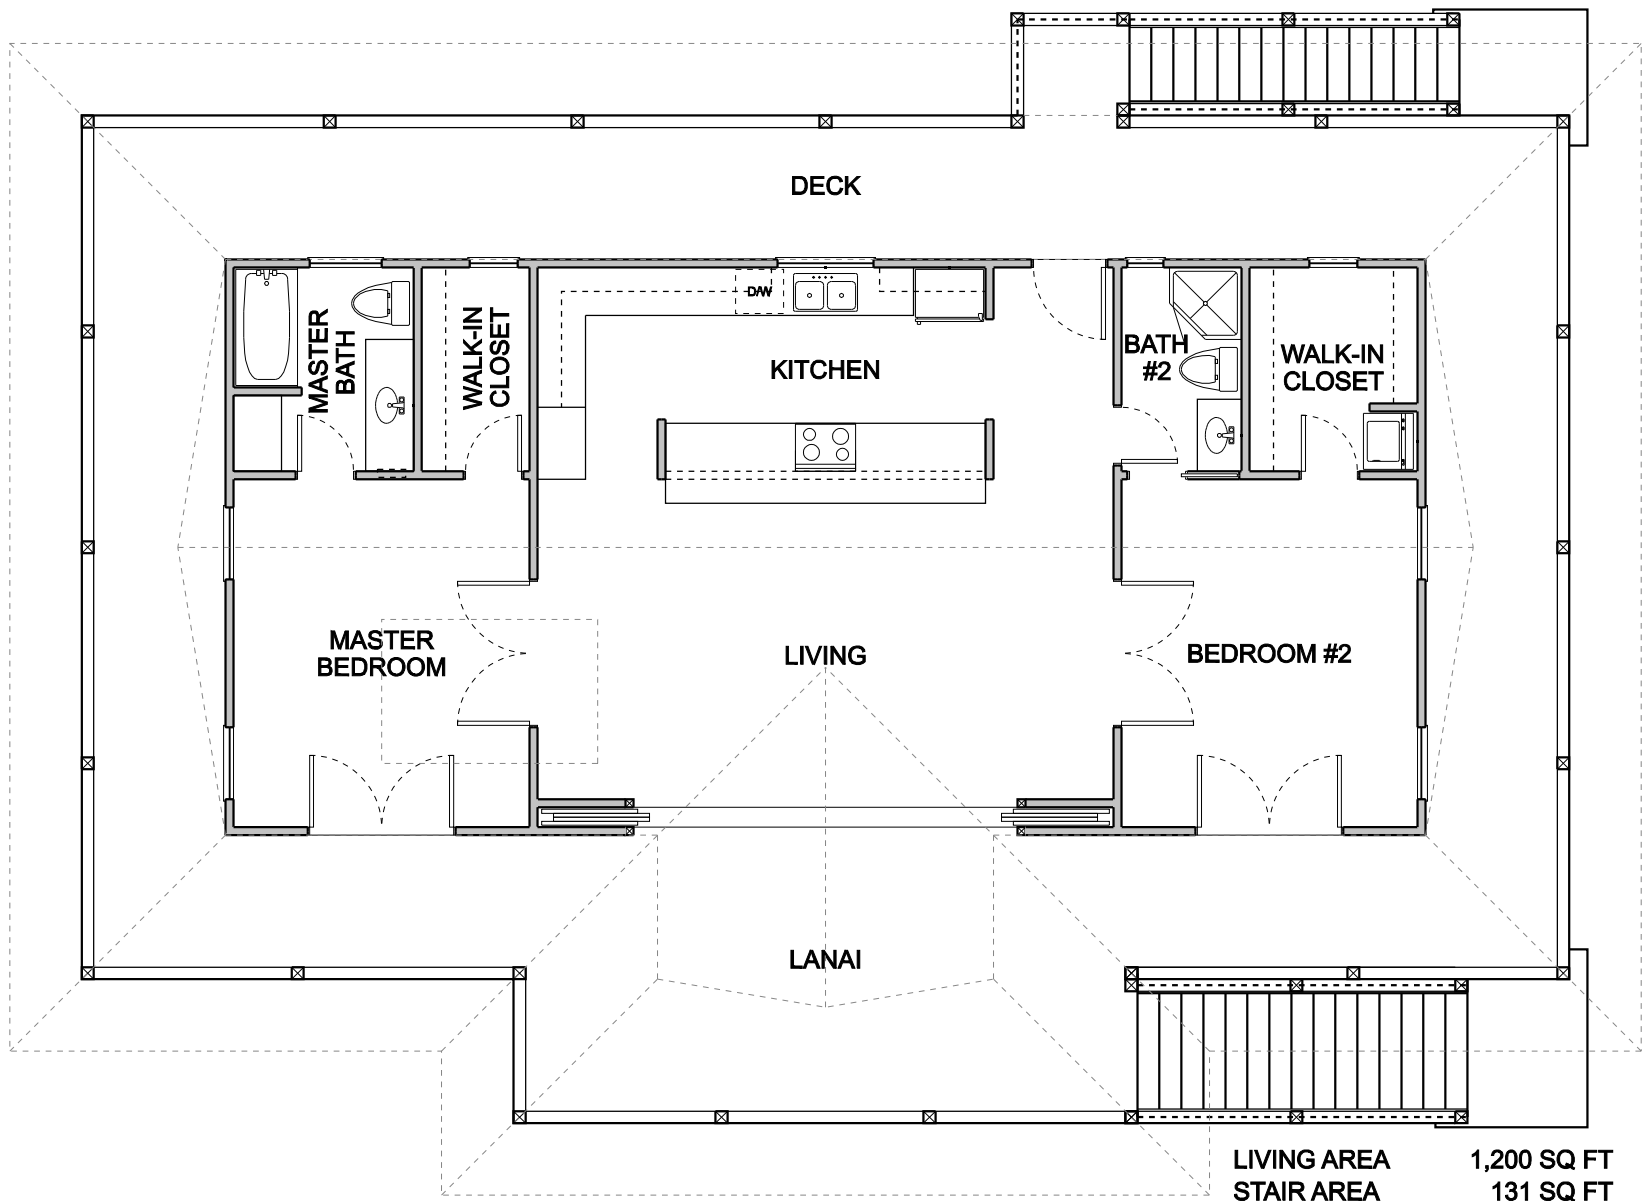 DECK
MASTER
BATH
WALK-IN
CLOSET
D/W
KITCHEN
BATH
#2
WALK-IN
CLOSET
MASTER
BEDROOM
LIVING
BEDROOM #2
LANAI
LIVING AREA 1,200 SQ FT
STAIR AREA 131 SQ FT